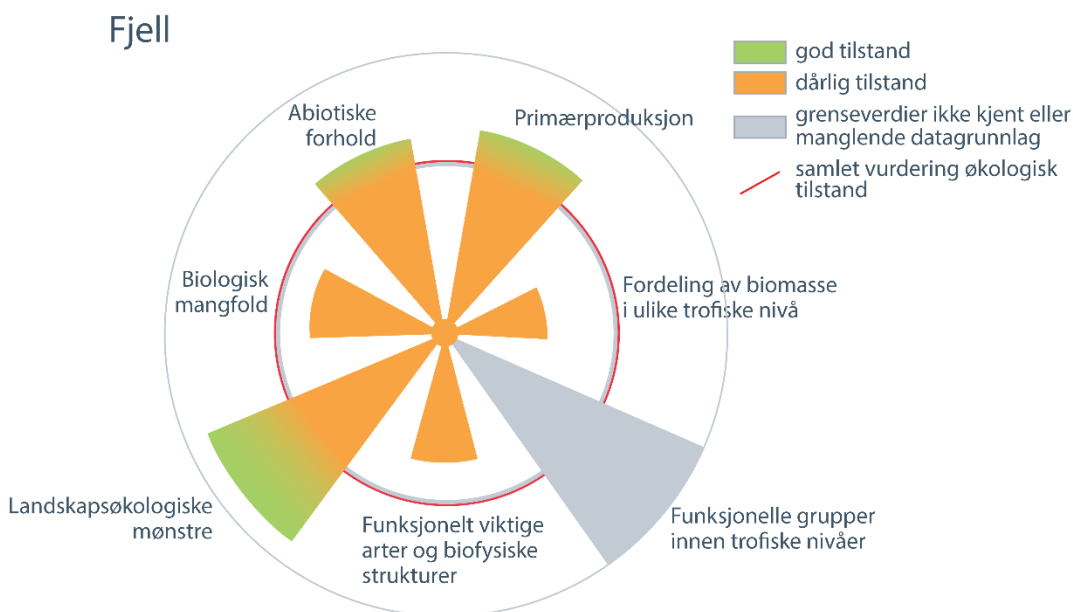 Fjell
god tilstand
dårlig tilstand
grenseverdier ikke kjent eller
manglende datagrunnlag
samlet vurdering økologisk
tilstand
Abiotiske
forhold
Primærproduksjon
Biologisk
mangfold
Fordeling av biomasse
i ulike trofiske nivå
Landskapsøkologiske
mønstre
Funksjonelt viktige
arter og biofysiske
strukturer
Funksjonelle grupper
innen trofiske nivåer